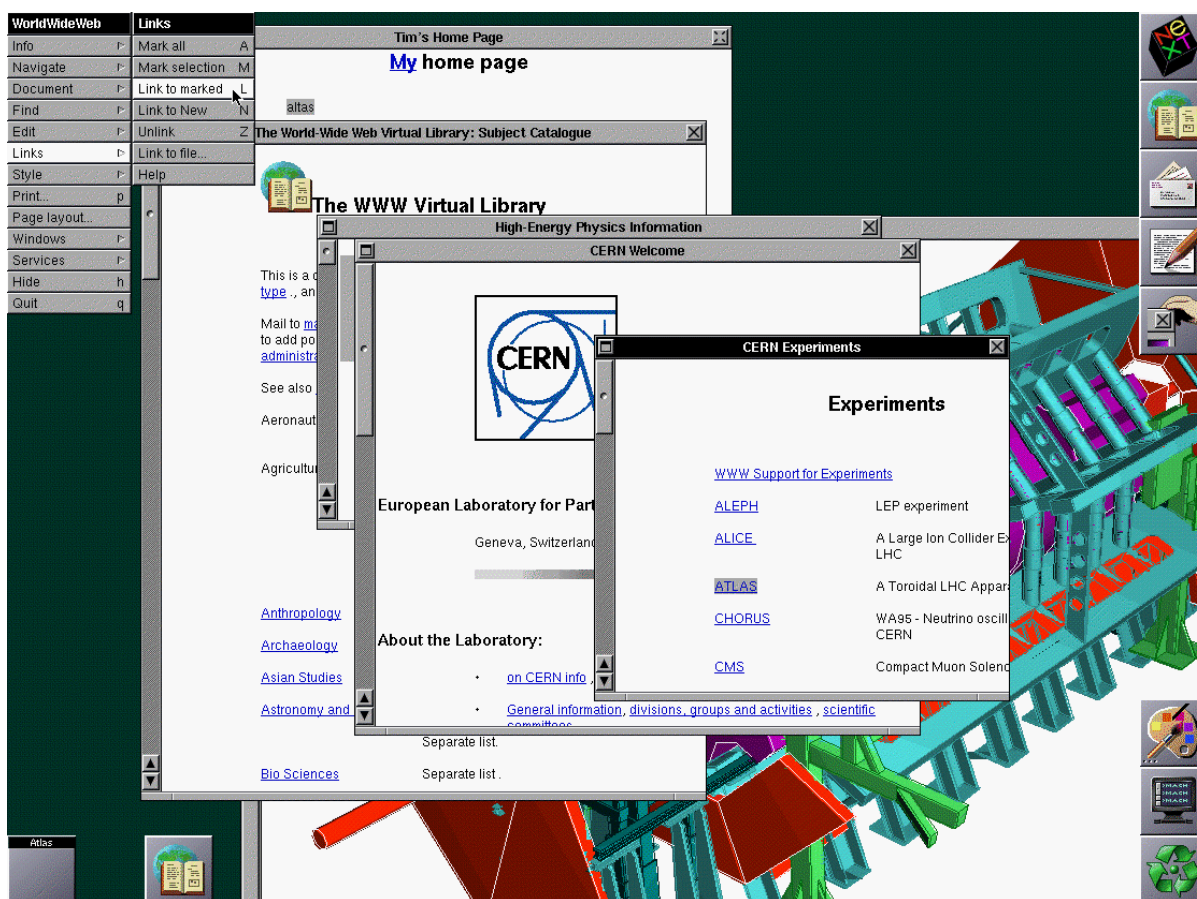 WorldWideWeb
Info
Navigate
Document
Find
Edit
Links
Style
Print... p
Page layout...
Windows
Services
Hide h
Quit q
Links
Mark all A
Mark selection M
Link to marked L
Link to New N
Unlink Z
Link to file...
Help
Tim's Home Page
My home page
altas
The World-Wide Web Virtual Library: Subject Catalogue
The WWW Virtual Library
This is a
type ., an
Mail to
to add po
administra
See also
Aeronaut
Agricultu
Anthropology
Archaeology
Asian Studies
Astronomy and
Separate list.
Bio Sciences Separate list .
High-Energy Physics Information
CERN Welcome
CERN
European Laboratory for Part
Geneva, Switzerland
About the Laboratory:
• on CERN info ,
• General information, divisions, groups and activities , scientific
committees
CERN Experiments
Experiments
WWW Support for Experiments
ALEPH LEP experiment
ALICE A Large Ion Collider Ex
LHC
ATLAS A Toroidal LHC Appar
CHORUS WA95 - Neutrino oscill
CERN
CMS Compact Muon Soleno
NeXT
Atlas